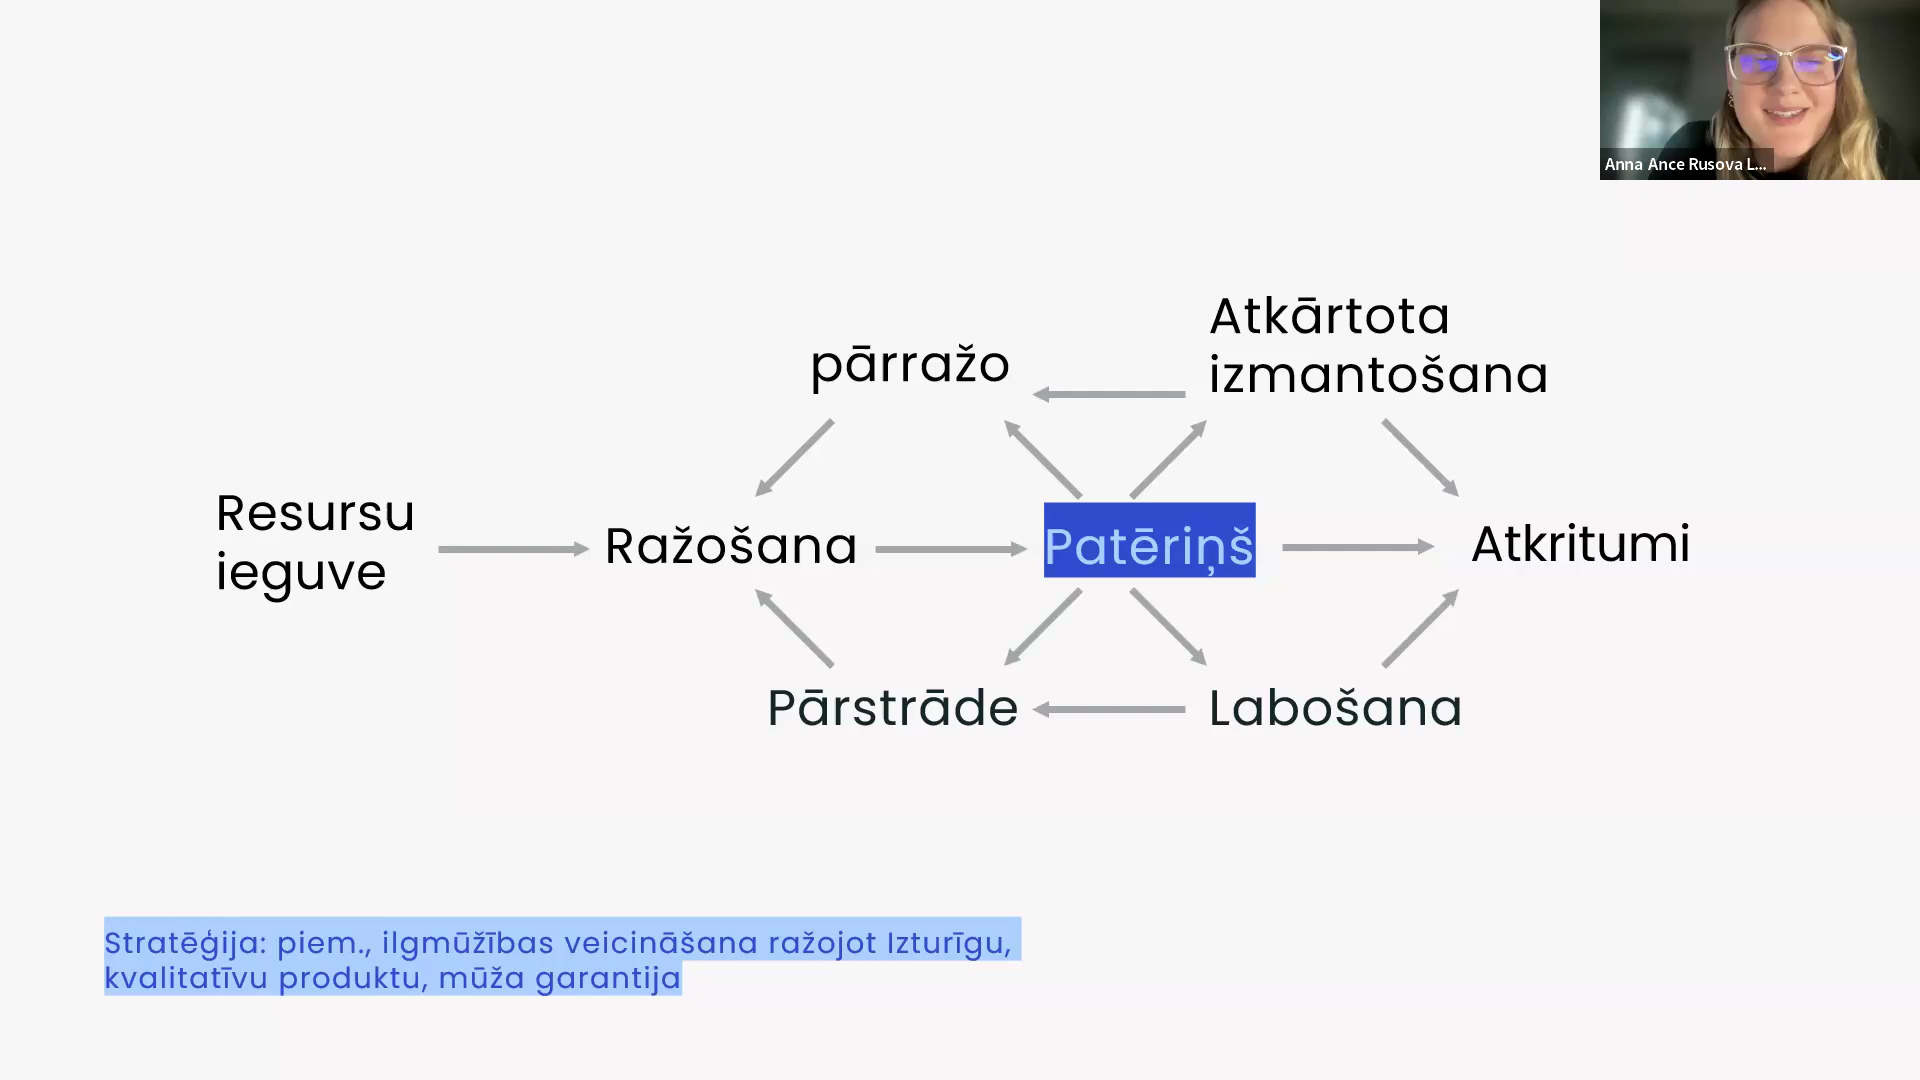 Anna Ance Rusova L...
Atkārtota
izmantošana
pārražo
Resursu
ieguve
Ražošana
Patēriņš
Atkritumi
Pārstrāde
Labošana
Stratēģija: piem., ilgmūžības veicināšana ražojot Izturīgu,
kvalitatīvu produktu, mūža garantija